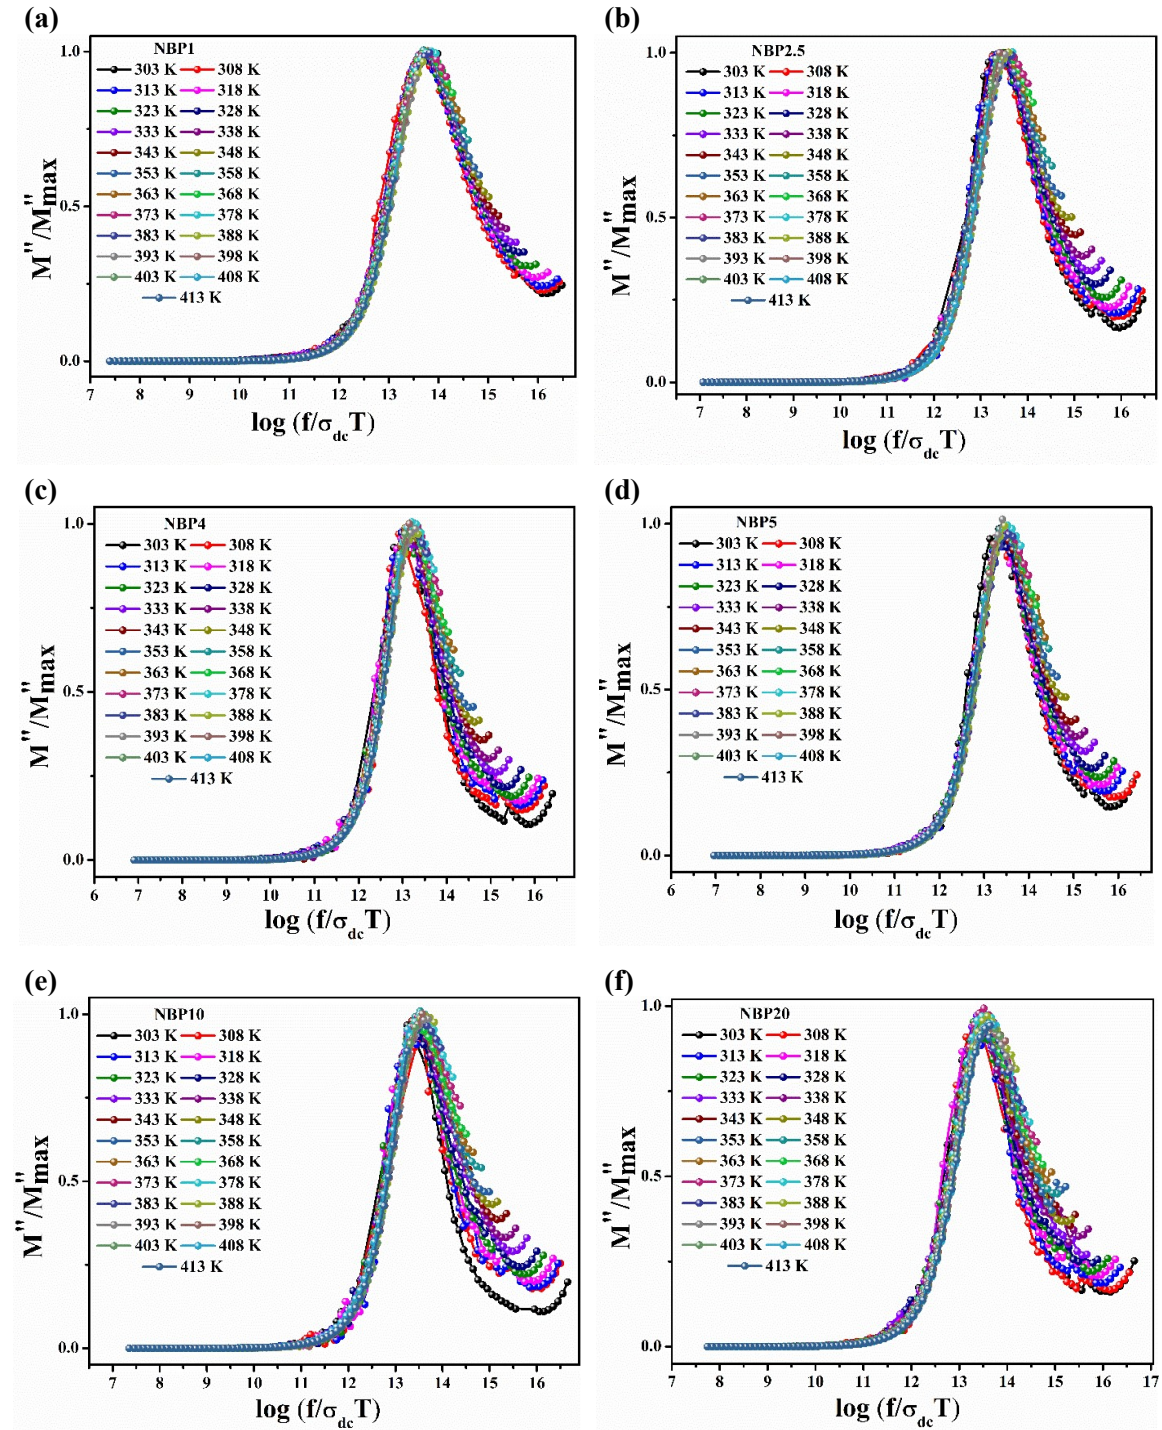 (a)
NBP1
303 K 308 K
313 K 318 K
323 K 328 K
333 K 338 K
343 K 348 K
353 K 358 K
363 K 368 K
373 K 378 K
383 K 388 K
393 K 398 K
403 K 408 K
413 K
M"/M"max
1.0
0.5
0.0
7 8 9 10 11 12 13 14 15 16
log (f/σdcT)
(b)
NBP2.5
303 K 308 K
313 K 318 K
323 K 328 K
333 K 338 K
343 K 348 K
353 K 358 K
363 K 368 K
373 K 378 K
383 K 388 K
393 K 398 K
403 K 408 K
413 K
M"/M"max
1.0
0.5
0.0
7 8 9 10 11 12 13 14 15 16
log (f/σdcT)
(c)
NBP4
303 K 308 K
313 K 318 K
323 K 328 K
333 K 338 K
343 K 348 K
353 K 358 K
363 K 368 K
373 K 378 K
383 K 388 K
393 K 398 K
403 K 408 K
413 K
M"/M"max
1.0
0.5
0.0
6 7 8 9 10 11 12 13 14 15 16
log (f/σdcT)
(d)
NBP5
303 K 308 K
313 K 318 K
323 K 328 K
333 K 338 K
343 K 348 K
353 K 358 K
363 K 368 K
373 K 378 K
383 K 388 K
393 K 398 K
403 K 408 K
413 K
M"/M"max
1.0
0.5
0.0
6 7 8 9 10 11 12 13 14 15 16
log (f/σdcT)
(e)
NBP10
303 K 308 K
313 K 318 K
323 K 328 K
333 K 338 K
343 K 348 K
353 K 358 K
363 K 368 K
373 K 378 K
383 K 388 K
393 K 398 K
403 K 408 K
413 K
M"/M"max
1.0
0.5
0.0
7 8 9 10 11 12 13 14 15 16
log (f/σdcT)
(f)
NBP20
303 K 308 K
313 K 318 K
323 K 328 K
333 K 338 K
343 K 348 K
353 K 358 K
363 K 368 K
373 K 378 K
383 K 388 K
393 K 398 K
403 K 408 K
413 K
M"/M"max
1.0
0.5
0.0
7 8 9 10 11 12 13 14 15 16 17
log (f/σdcT)